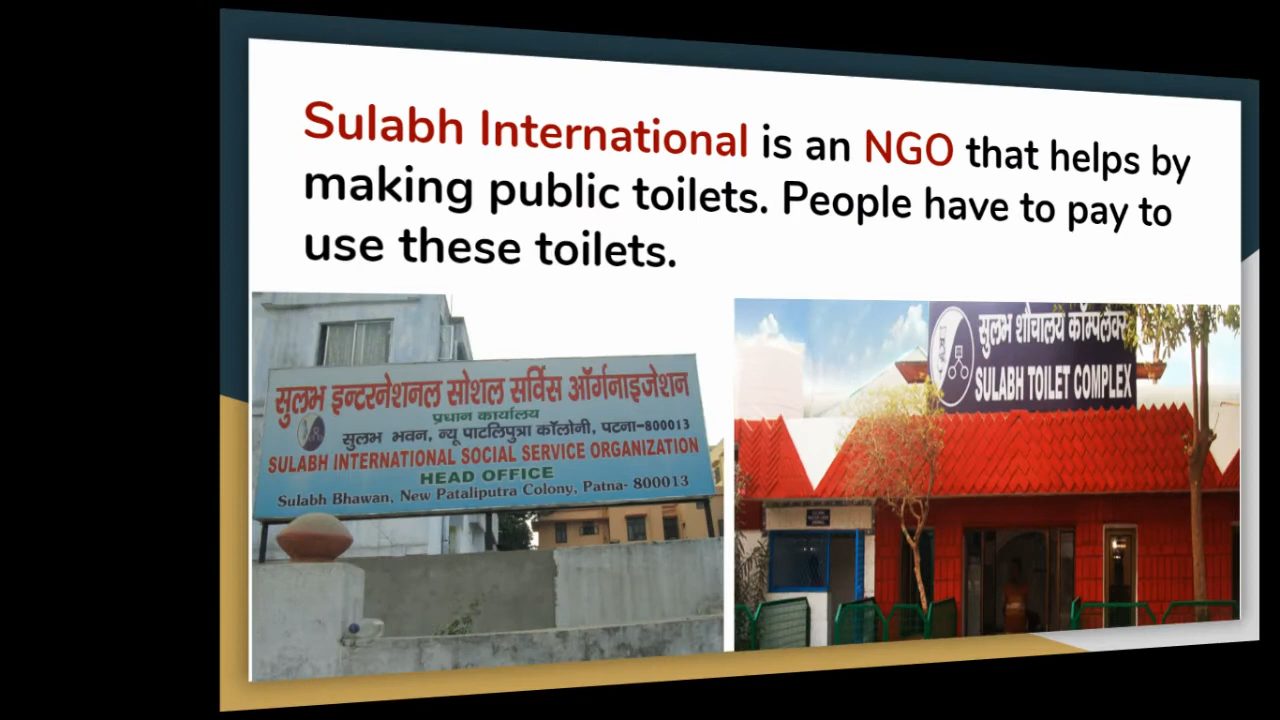 Sulabh International is an NGO that helps by
making public toilets. People have to pay to
use these toilets.
सुलभ इन्टरनेशनल सोशल सर्विस ऑर्गनाइजेशन
प्रधान कार्यालय
सुलभ भवन, न्यू पाटलिपुत्रा कॉलोनी, पटना-800013
SULABH INTERNATIONAL SOCIAL SERVICE ORGANIZATION
HEAD OFFICE
Sulabh Bhawan, New Pataliputra Colony, Patna- 800013
सुलभ शौचालय कॉम्पलेक्स
SULABH TOILET COMPLEX